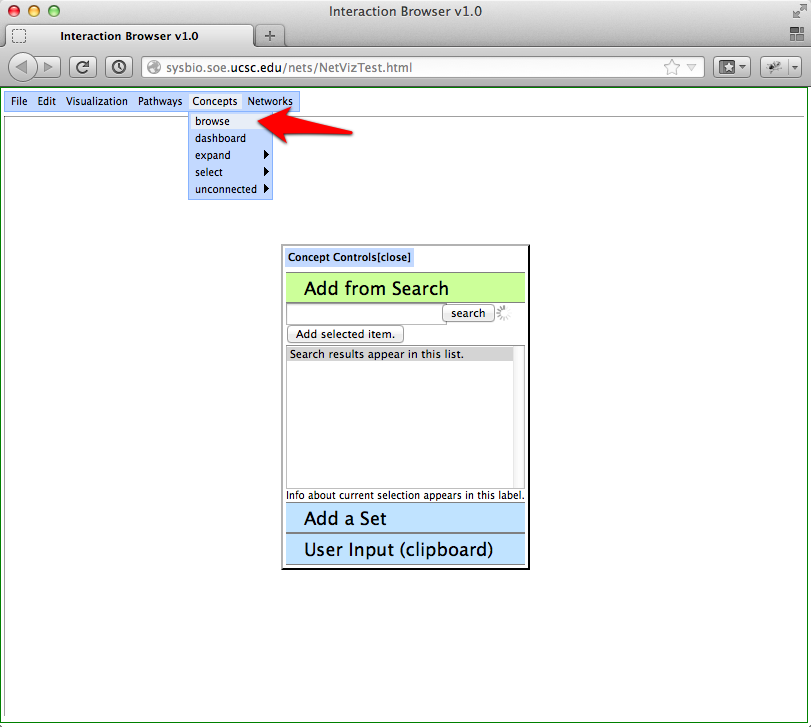 Interaction Browser v1.0
Interaction Browser v1.0
sysbio.soe.ucsc.edu/nets/NetVizTest.html
File Edit Visualization Pathways Concepts Networks
browse
dashboard
expand
select
unconnected
Concept Controls[close]
Add from Search
search
Add selected item.
Search results appear in this list.
Info about current selection appears in this label.
Add a Set
User Input (clipboard)